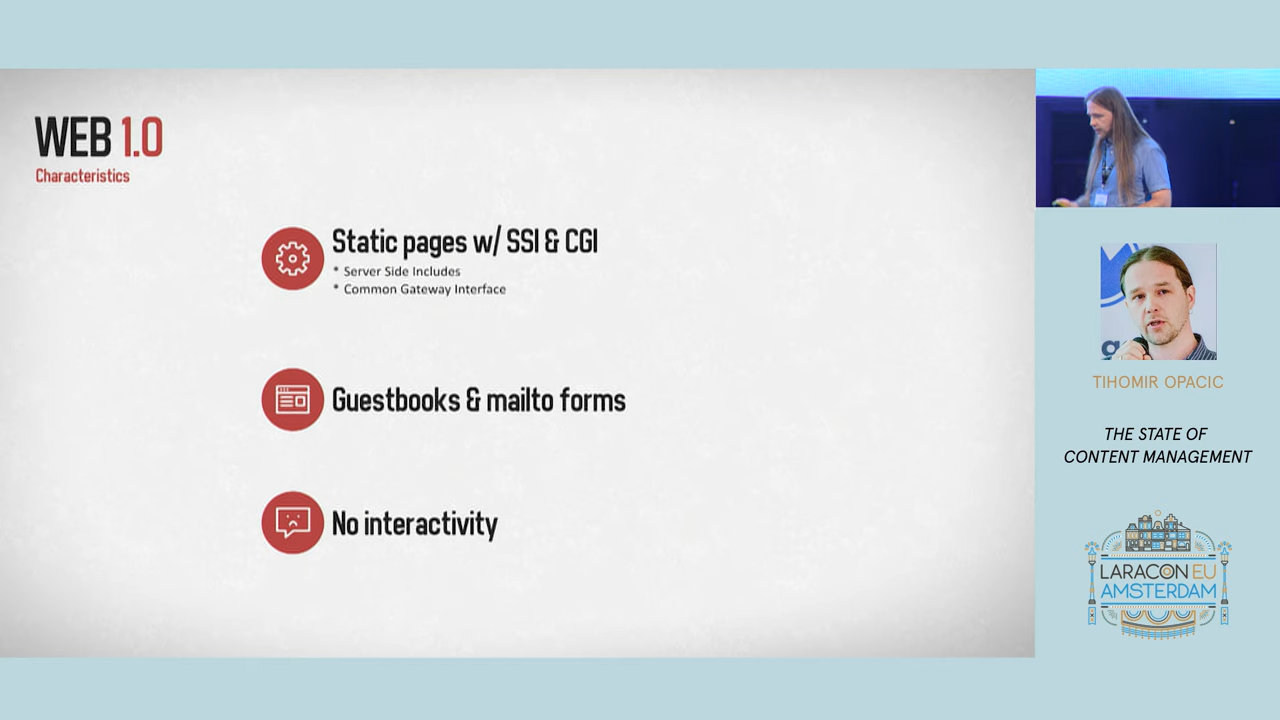 WEB 1.0
Characteristics
Static pages w/ SSI & CGI
* Server Side Includes
* Common Gateway Interface
Guestbooks & mailto forms
No interactivity
TIHOMIR OPACIC
THE STATE OF
CONTENT MANAGEMENT
LARACON EU
AMSTERDAM